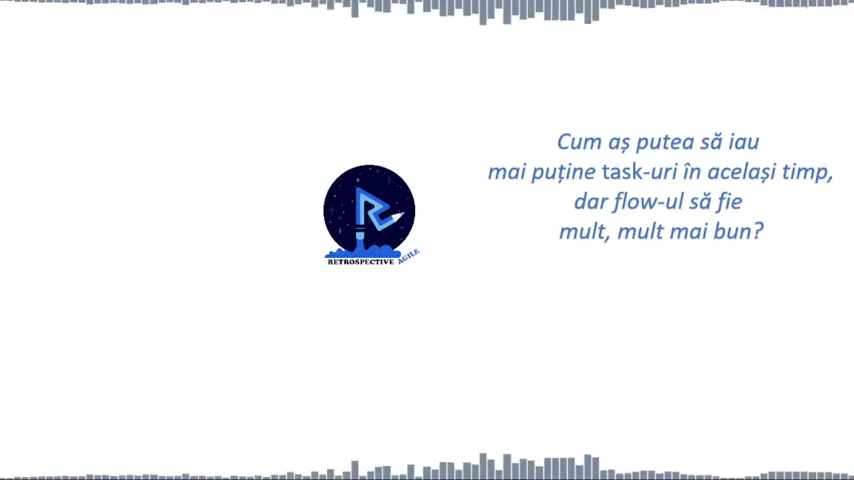 Cum aș putea să iau
mai puține task-uri în același timp,
dar flow-ul să fie
mult, mult mai bun?
RETROSPECTIVE AGILE